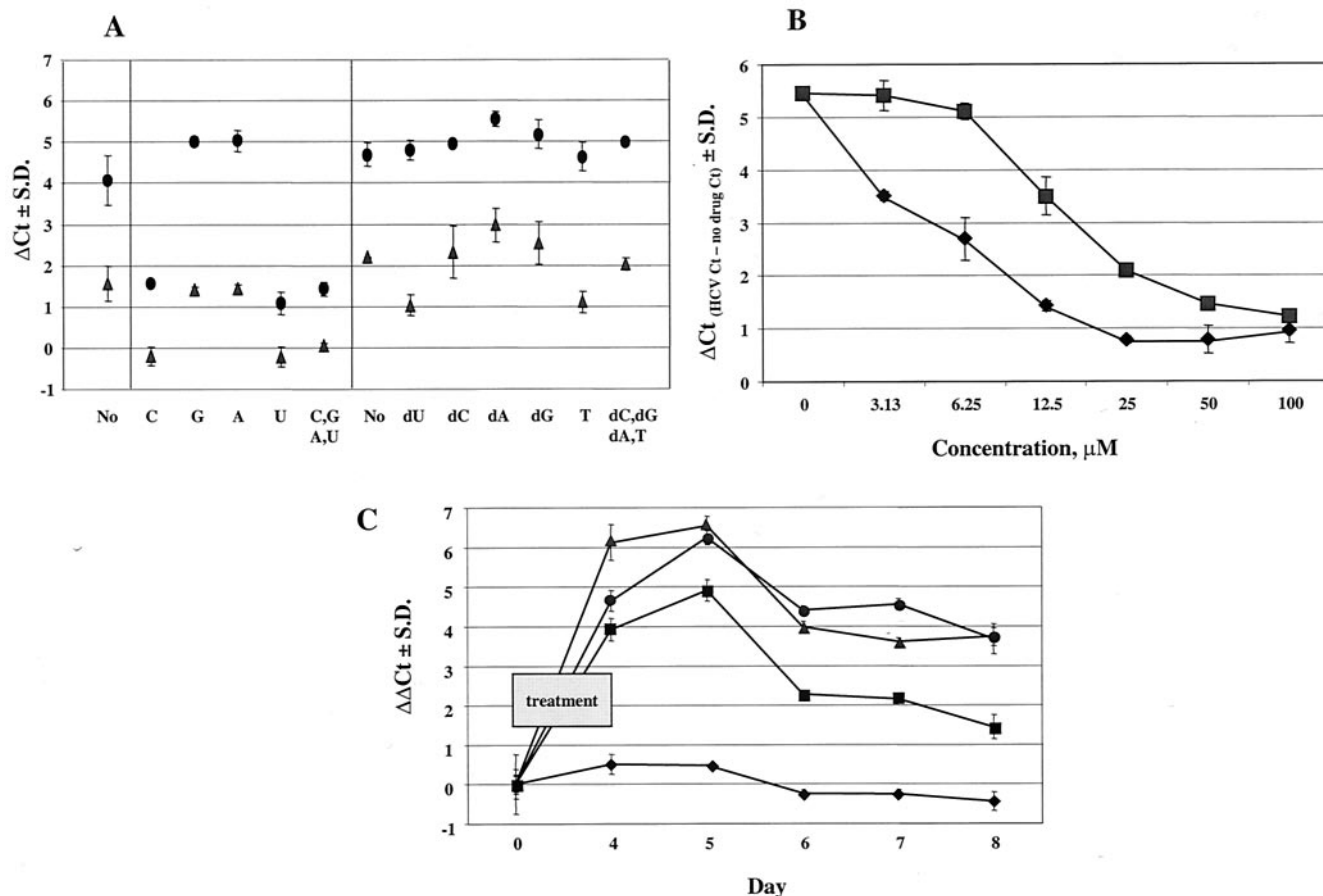 A
7
6
5
4
3
2
1
0
-1
ΔCt ± S.D.
No C G A U C,G No dU dC dA dG T dC,dG
A,U dA,T
B
6
5
4
3
2
1
0
ΔCt (HCV Ct – no drug Ct) ± S.D.
0 3.13 6.25 12.5 25 50 100
Concentration, μM
C
7
6
5
4
3
2
1
0
-1
ΔΔCt ± S.D.
treatment
0 4 5 6 7 8
Day